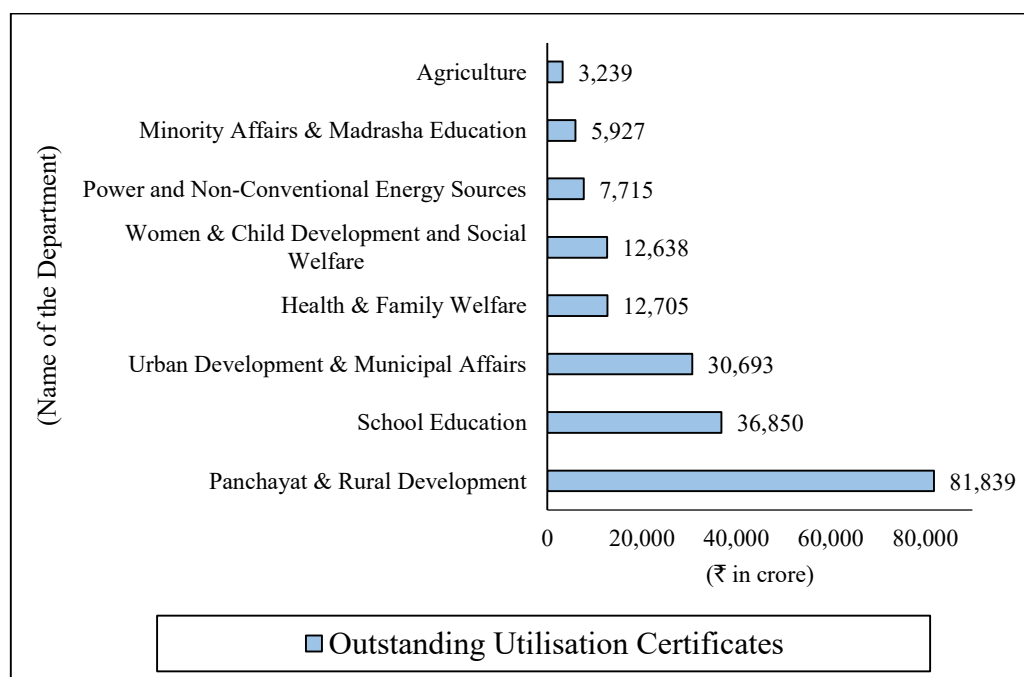 (Name of the Department)
Agriculture 3,239
Minority Affairs & Madrasha Education 5,927
Power and Non-Conventional Energy Sources 7,715
Women & Child Development and Social
Welfare 12,638
Health & Family Welfare 12,705
Urban Development & Municipal Affairs 30,693
School Education 36,850
Panchayat & Rural Development 81,839
0 20,000 40,000 60,000 80,000
(₹ in crore)
Outstanding Utilisation Certificates